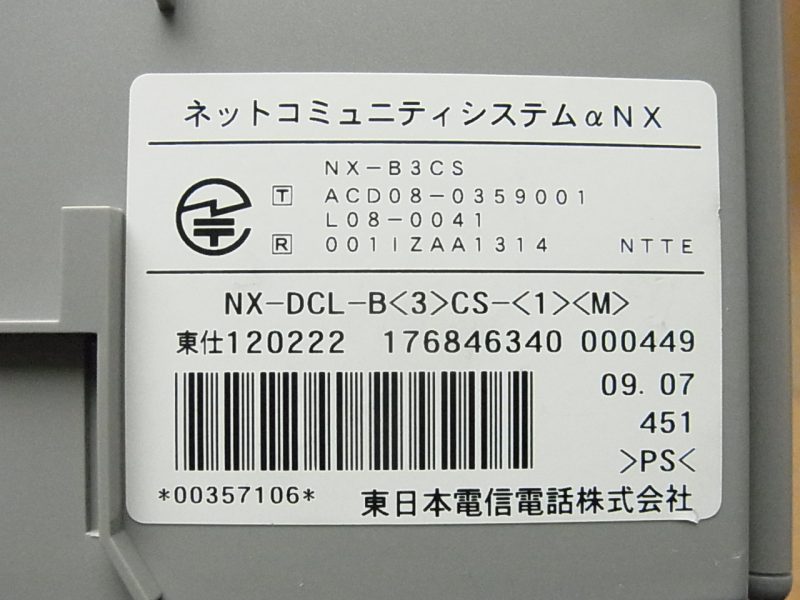 ネットコミュニティシステムαNX
NX-B3CS
T ACD08-0359001
L08-0041
R 001IZAA1314 NTTE
NX-DCL-B<3>CS-<1><M>
東仕120222 176846340 000449
09. 07
451
>PS<
*00357106* 東日本電信電話株式会社